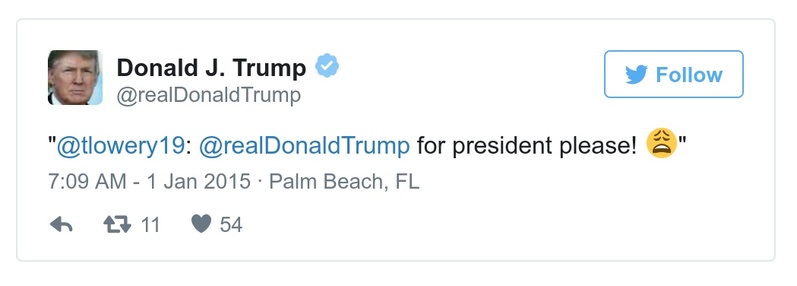 Donald J. Trump
@realDonaldTrump
Follow
"@tlowery19: @realDonaldTrump for president please! 😩"
7:09 AM - 1 Jan 2015 · Palm Beach, FL
11 54